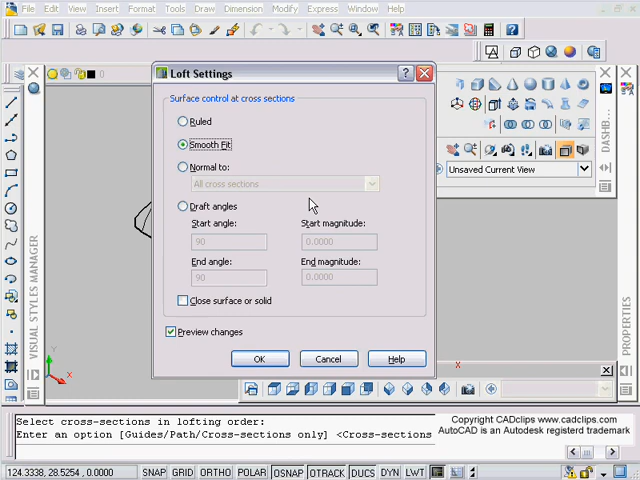 File Edit View Insert Format Tools Draw Dimension Modify Express Window Help
0
Loft Settings
Surface control at cross sections
Ruled
Smooth Fit
Normal to:
All cross sections
Draft angles
Start angle: Start magnitude:
90 0.0000
End angle: End magnitude:
90 0.0000
Close surface or solid
Preview changes
OK Cancel Help
Unsaved Current View
DASHB...
VISUAL STYLES MANAGER
PROPERTIES
Y
X
X
Select cross-sections in lofting order:
Enter an option [Guides/Path/Cross-sections only] <Cross-sections
Copyright CADclips www.cadclips.com
AutoCAD is an Autodesk registerd trademark
124.3338, 28.5254, 0.0000 SNAP GRID ORTHO POLAR OSNAP OTRACK DUCS DYN LWT